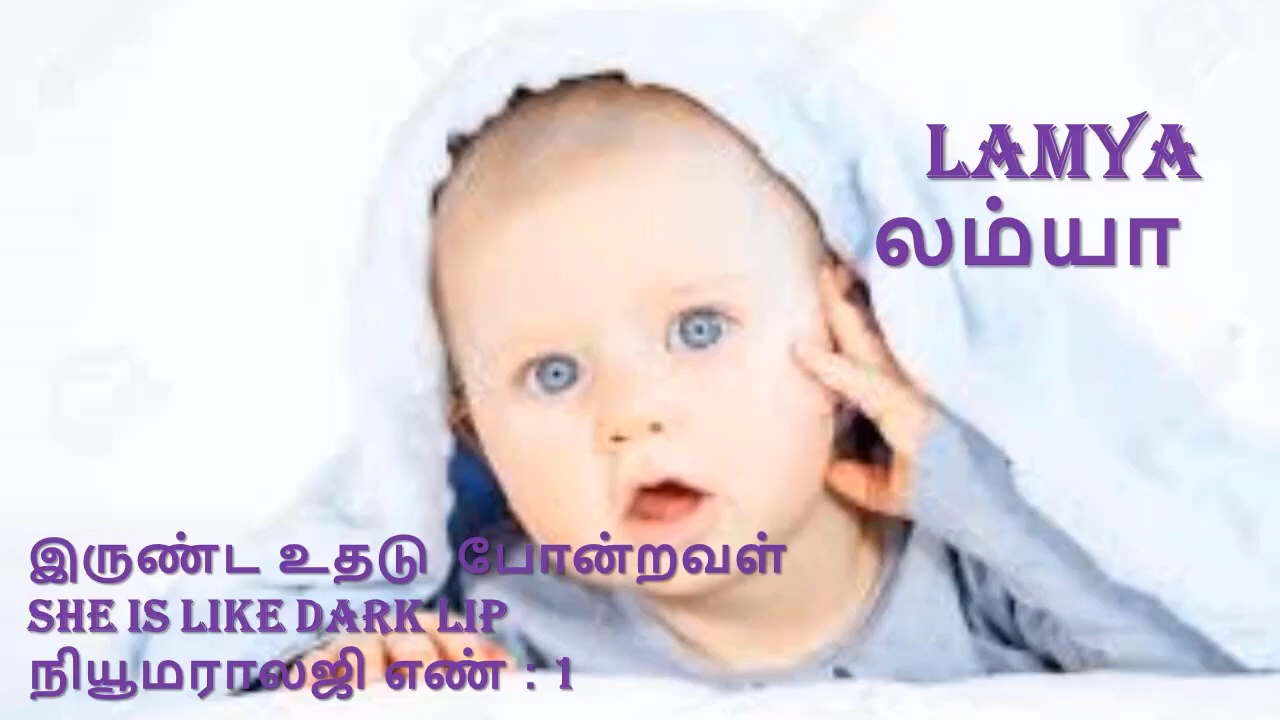 LAMYA
லம்யா
இருண்ட உதடு போன்றவள்
SHE IS LIKE DARK LIP
நியூமராலஜி எண் : 1